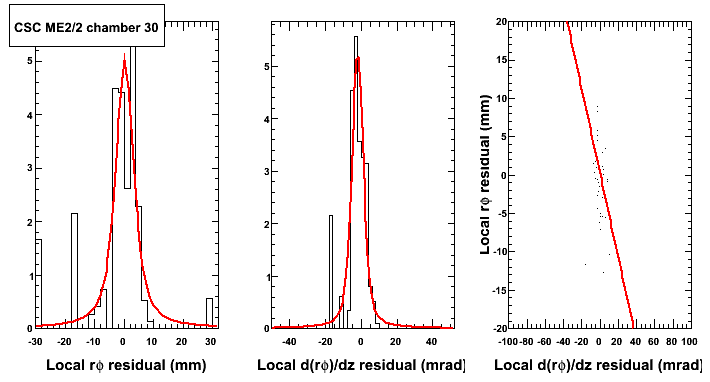 CSC ME2/2 chamber 30
5
4
3
2
1
0
-30 -20 -10 0 10 20 30
Local rϕ residual (mm)
5
4
3
2
1
0
-40 -20 0 20 40
Local d(rϕ)/dz residual (mrad)
Local rϕ residual (mm)
20
15
10
5
0
-5
-10
-15
-20
-100 -80 -60 -40 -20 0 20 40 60 80 100
Local d(rϕ)/dz residual (mrad)